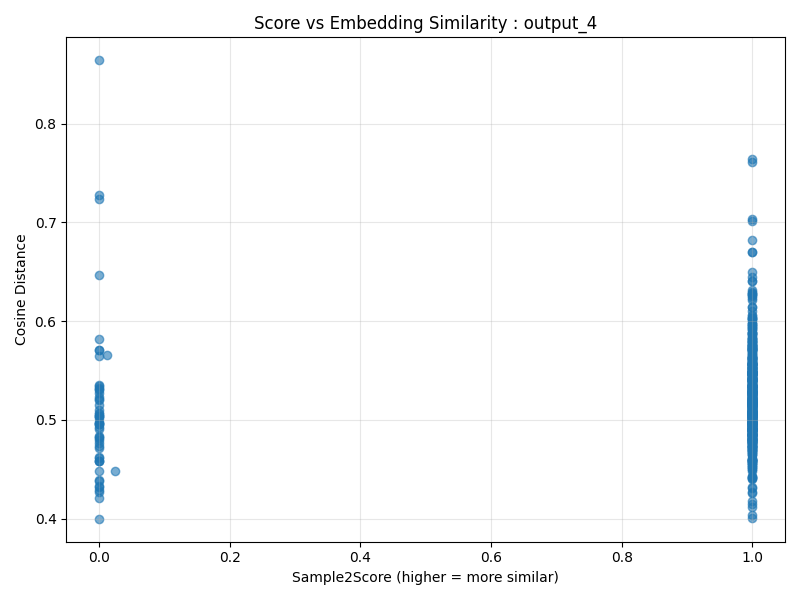 Score vs Embedding Similarity : output_4
Cosine Distance
0.8
0.7
0.6
0.5
0.4
0.0 0.2 0.4 0.6 0.8 1.0
Sample2Score (higher = more similar)